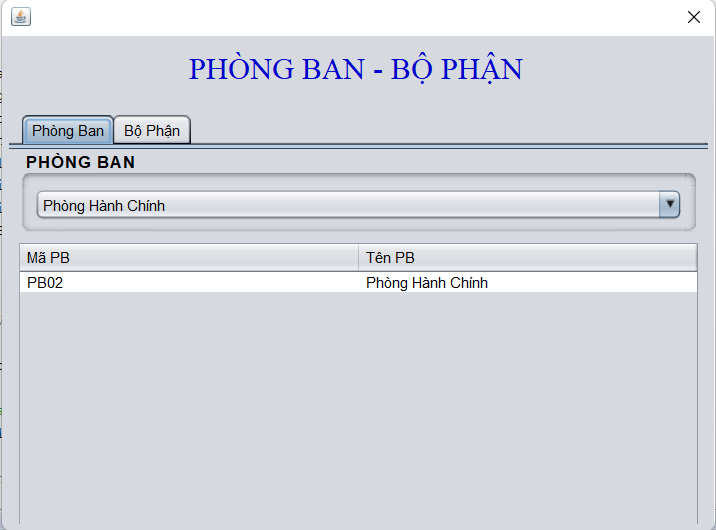 PHÒNG BAN - BỘ PHẬN
Phòng Ban
Bộ Phận
PHÒNG BAN
Phòng Hành Chính
Mã PB Tên PB
PB02 Phòng Hành Chính